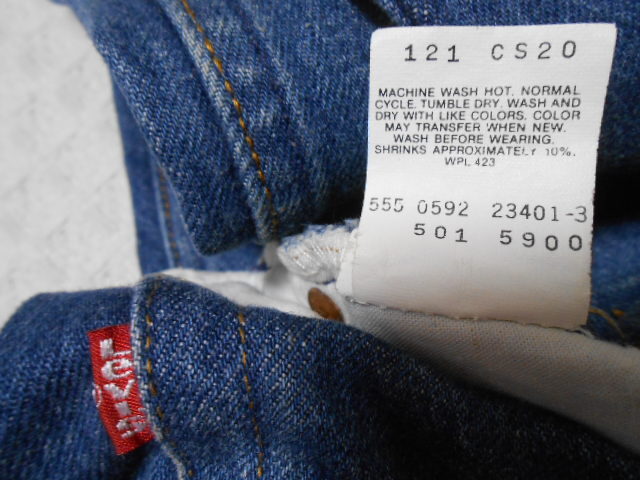 121 CS20
MACHINE WASH HOT. NORMAL
CYCLE. TUMBLE DRY. WASH AND
DRY WITH LIKE COLORS. COLOR
MAY TRANSFER WHEN NEW.
WASH BEFORE WEARING.
SHRINKS APPROXIMATELY 10%.
WPL 423
555 0592 23401-3
501 5900
LEVI'S